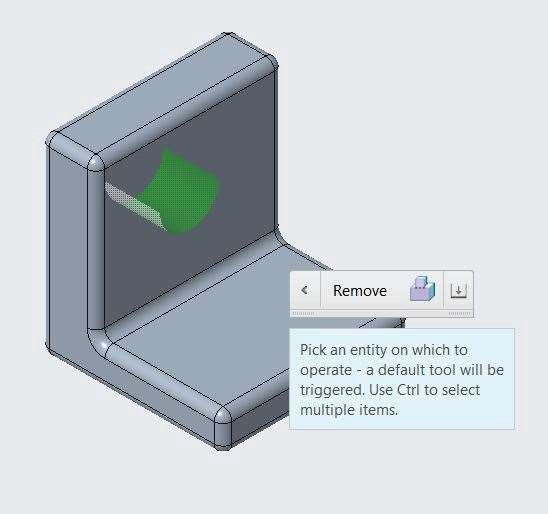 Remove
Pick an entity on which to
operate - a default tool will be
triggered. Use Ctrl to select
multiple items.